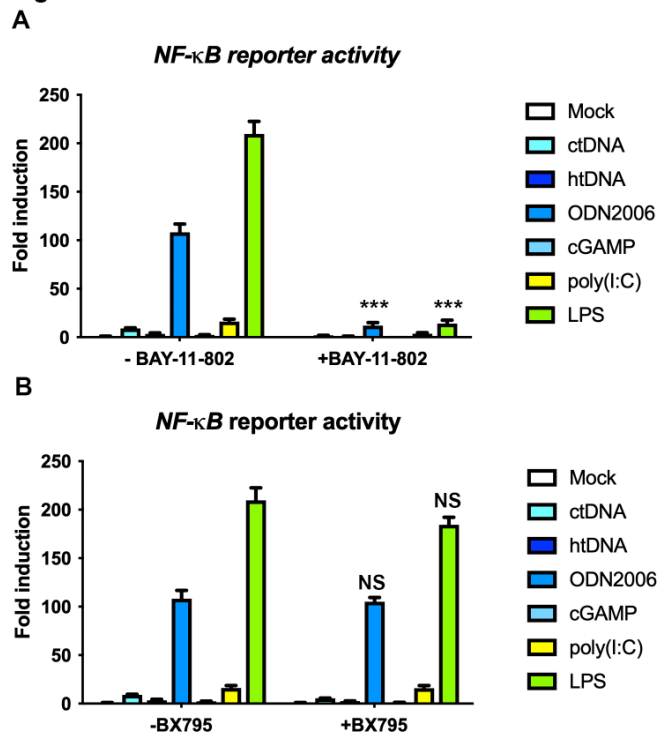 A
NF-κB reporter activity
Fold induction
250
200
150
100
50
0
*** ***
- BAY-11-802 +BAY-11-802
Mock
ctDNA
htDNA
ODN2006
cGAMP
poly(I:C)
LPS
B
NF-κB reporter activity
Fold induction
250
200
150
100
50
0
NS
NS
-BX795 +BX795
Mock
ctDNA
htDNA
ODN2006
cGAMP
poly(I:C)
LPS